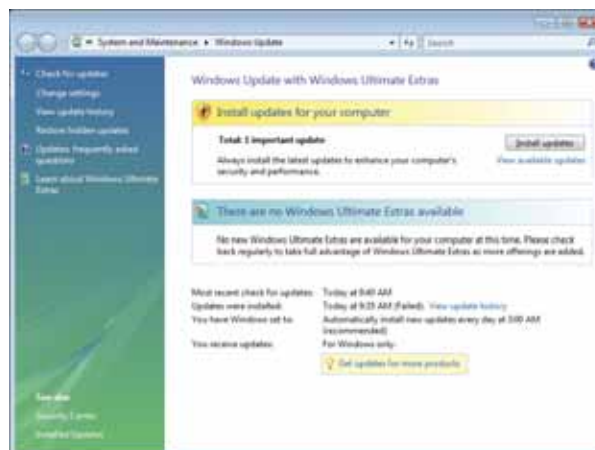 System and Maintenance ▸ Windows Update
Search
Check for updates
Change settings
View update history
Restore hidden updates
Updates: frequently asked
questions
Learn about Windows Ultimate
Extras
Windows Update with Windows Ultimate Extras
Install updates for your computer
Total: 1 important update
Install updates
Always install the latest updates to enhance your computer's
security and performance.
View available updates
There are no Windows Ultimate Extras available
No new Windows Ultimate Extras are available for your computer at this time. Please check
back regularly to take full advantage of Windows Ultimate Extras as more offerings are added.
Most recent check for updates: Today at 9:40 AM
Updates were installed: Today at 9:35 AM (Failed). View update history
You have Windows set to: Automatically install new updates every day at 3:00 AM
(recommended)
You receive updates: For Windows only.
Get updates for more products
See also
Security Center
Installed Updates